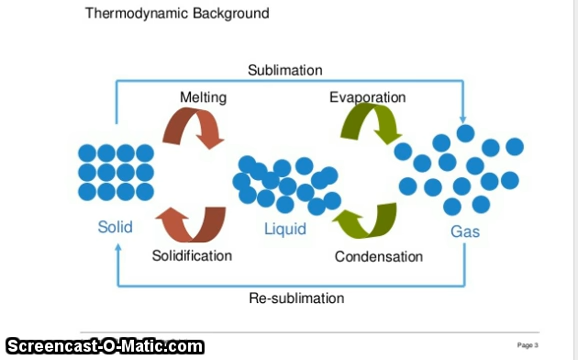 Thermodynamic Background
Sublimation
Melting
Evaporation
Solid
Liquid
Gas
Solidification
Condensation
Re-sublimation
Screencast-O-Matic.com
Page 3